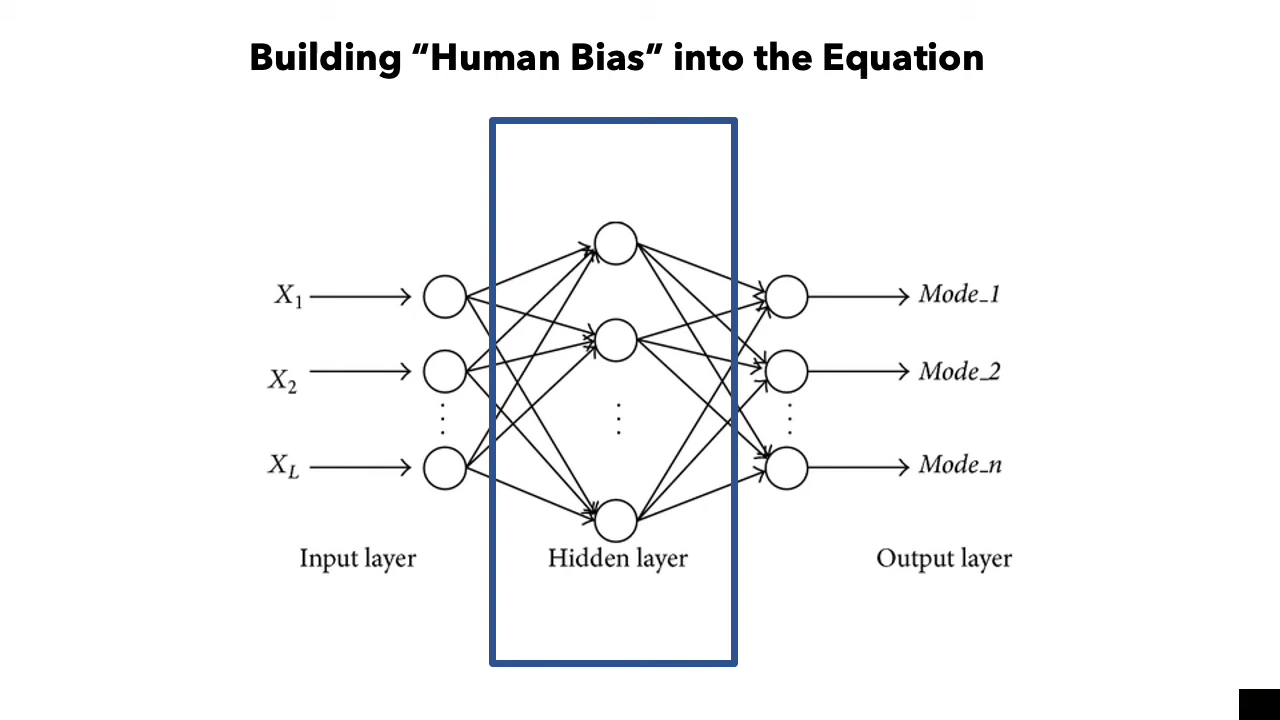 Building “Human Bias” into the Equation
X1
Mode_1
X2
Mode_2
XL
Mode_n
Input layer
Hidden layer
Output layer